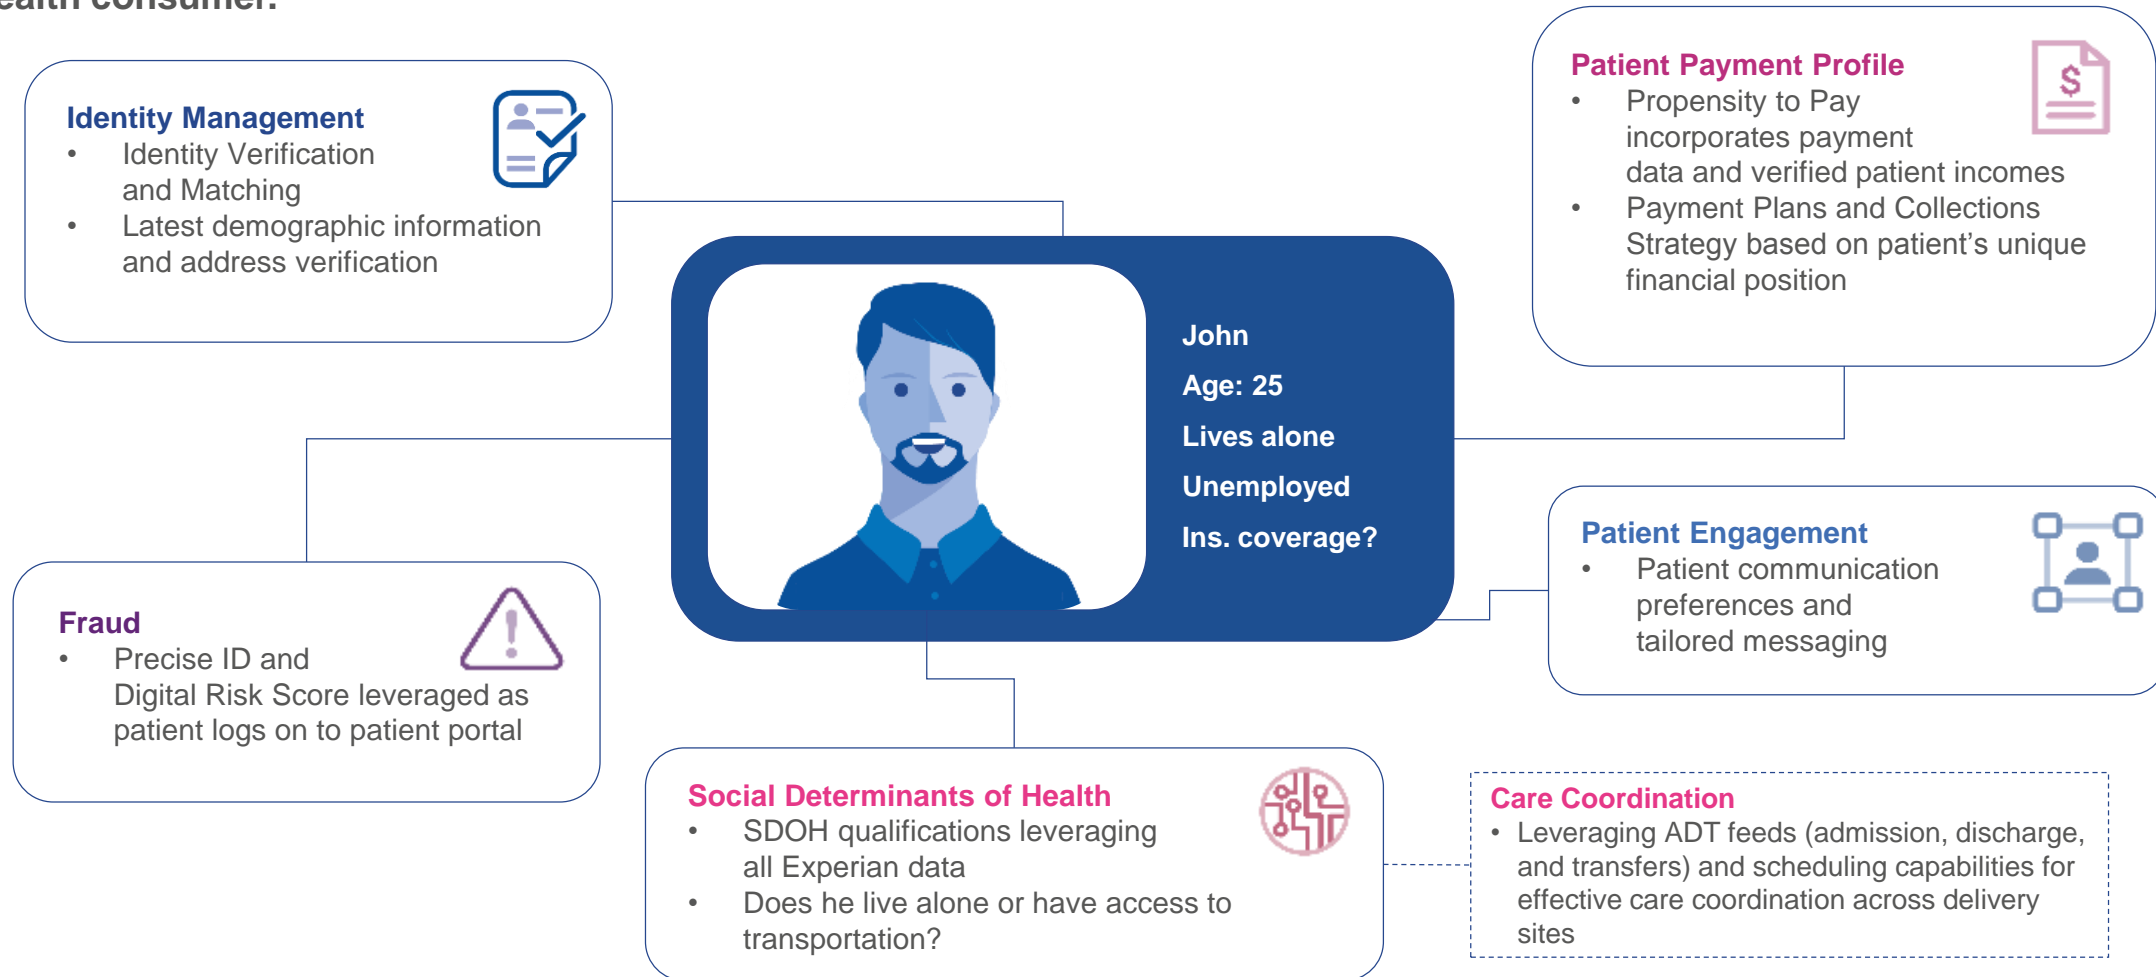 ealth consumer.
Identity Management
• Identity Verification
and Matching
• Latest demographic information
and address verification
Patient Payment Profile
$
• Propensity to Pay
incorporates payment
data and verified patient incomes
• Payment Plans and Collections
Strategy based on patient's unique
financial position
John
Age: 25
Lives alone
Unemployed
Ins. coverage?
Patient Engagement
• Patient communication
preferences and
tailored messaging
Fraud
• Precise ID and
Digital Risk Score leveraged as
patient logs on to patient portal
Social Determinants of Health
• SDOH qualifications leveraging
all Experian data
• Does he live alone or have access to
transportation?
Care Coordination
• Leveraging ADT feeds (admission, discharge,
and transfers) and scheduling capabilities for
effective care coordination across delivery
sites